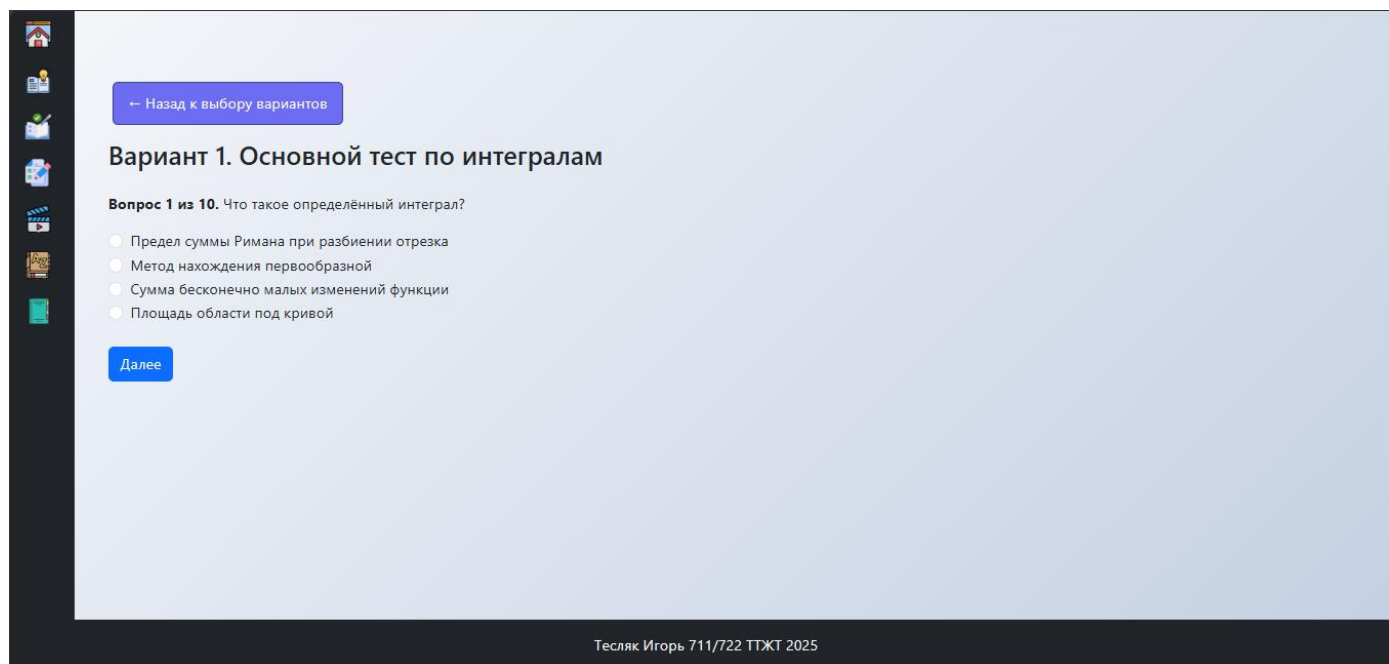 ← Назад к выбору вариантов
Вариант 1. Основной тест по интегралам
Вопрос 1 из 10. Что такое определённый интеграл?
Предел суммы Римана при разбиении отрезка
Метод нахождения первообразной
Сумма бесконечно малых изменений функции
Площадь области под кривой
Далее
Тесляк Игорь 711/722 ТТЖТ 2025